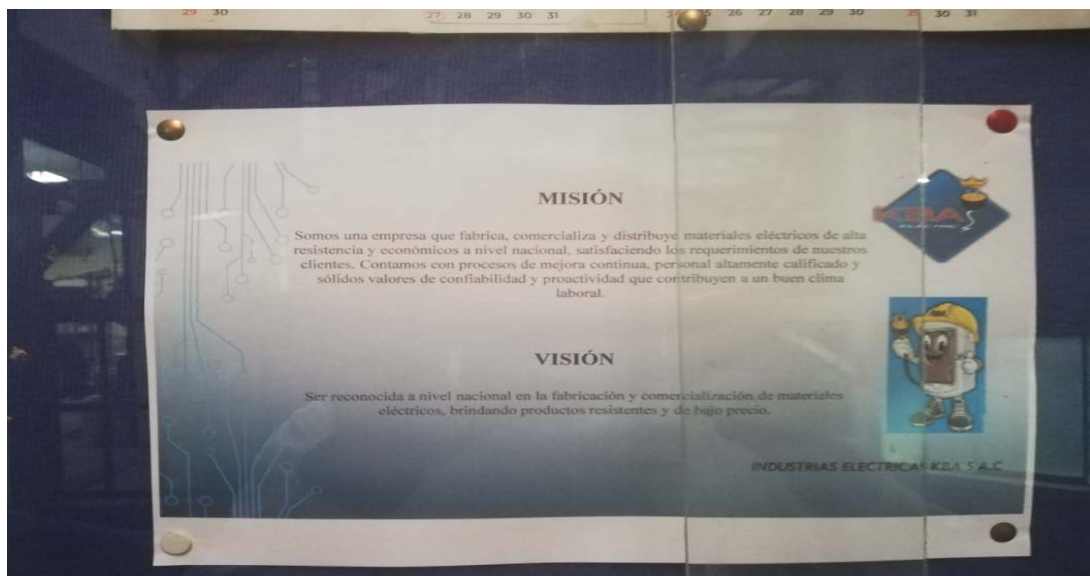 29 30
27 28 29 30 31
25 26 27 28 29 30
30 31
MISIÓN
Somos una empresa que fabrica, comercializa y distribuye materiales eléctricos de alta
resistencia y económicos a nivel nacional, satisfaciendo los requerimientos de nuestros
clientes. Contamos con procesos de mejora continua, personal altamente calificado y
sólidos valores de confiabilidad y proactividad que contribuyen a un buen clima
laboral.
KBA
ELECTRIC
VISIÓN
Ser reconocida a nivel nacional en la fabricación y comercialización de materiales
eléctricos, brindando productos resistentes y de bajo precio.
INDUSTRIAS ELECTRICAS KBA S.A.C